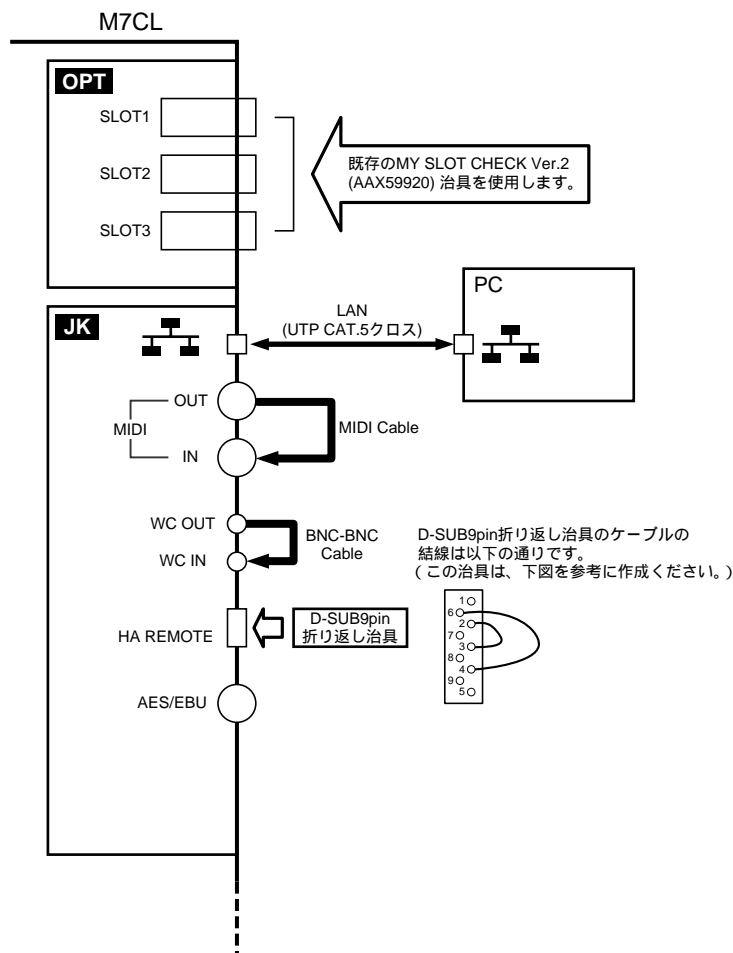 M7CL
OPT
SLOT1
SLOT2
SLOT3
既存のMY SLOT CHECK Ver.2
(AAX59920) 治具を使用します。
PC
LAN
(UTP CAT.5クロス)
JK
OUT
MIDI
IN
MIDI Cable
WC OUT
WC IN
BNC-BNC
Cable
D-SUB9pin折り返し治具のケーブルの
結線は以下の通りです。
(この治具は、下図を参考に作成ください。)
HA REMOTE
D-SUB9pin
折り返し治具
1
6
2
7
3
8
4
9
5
AES/EBU